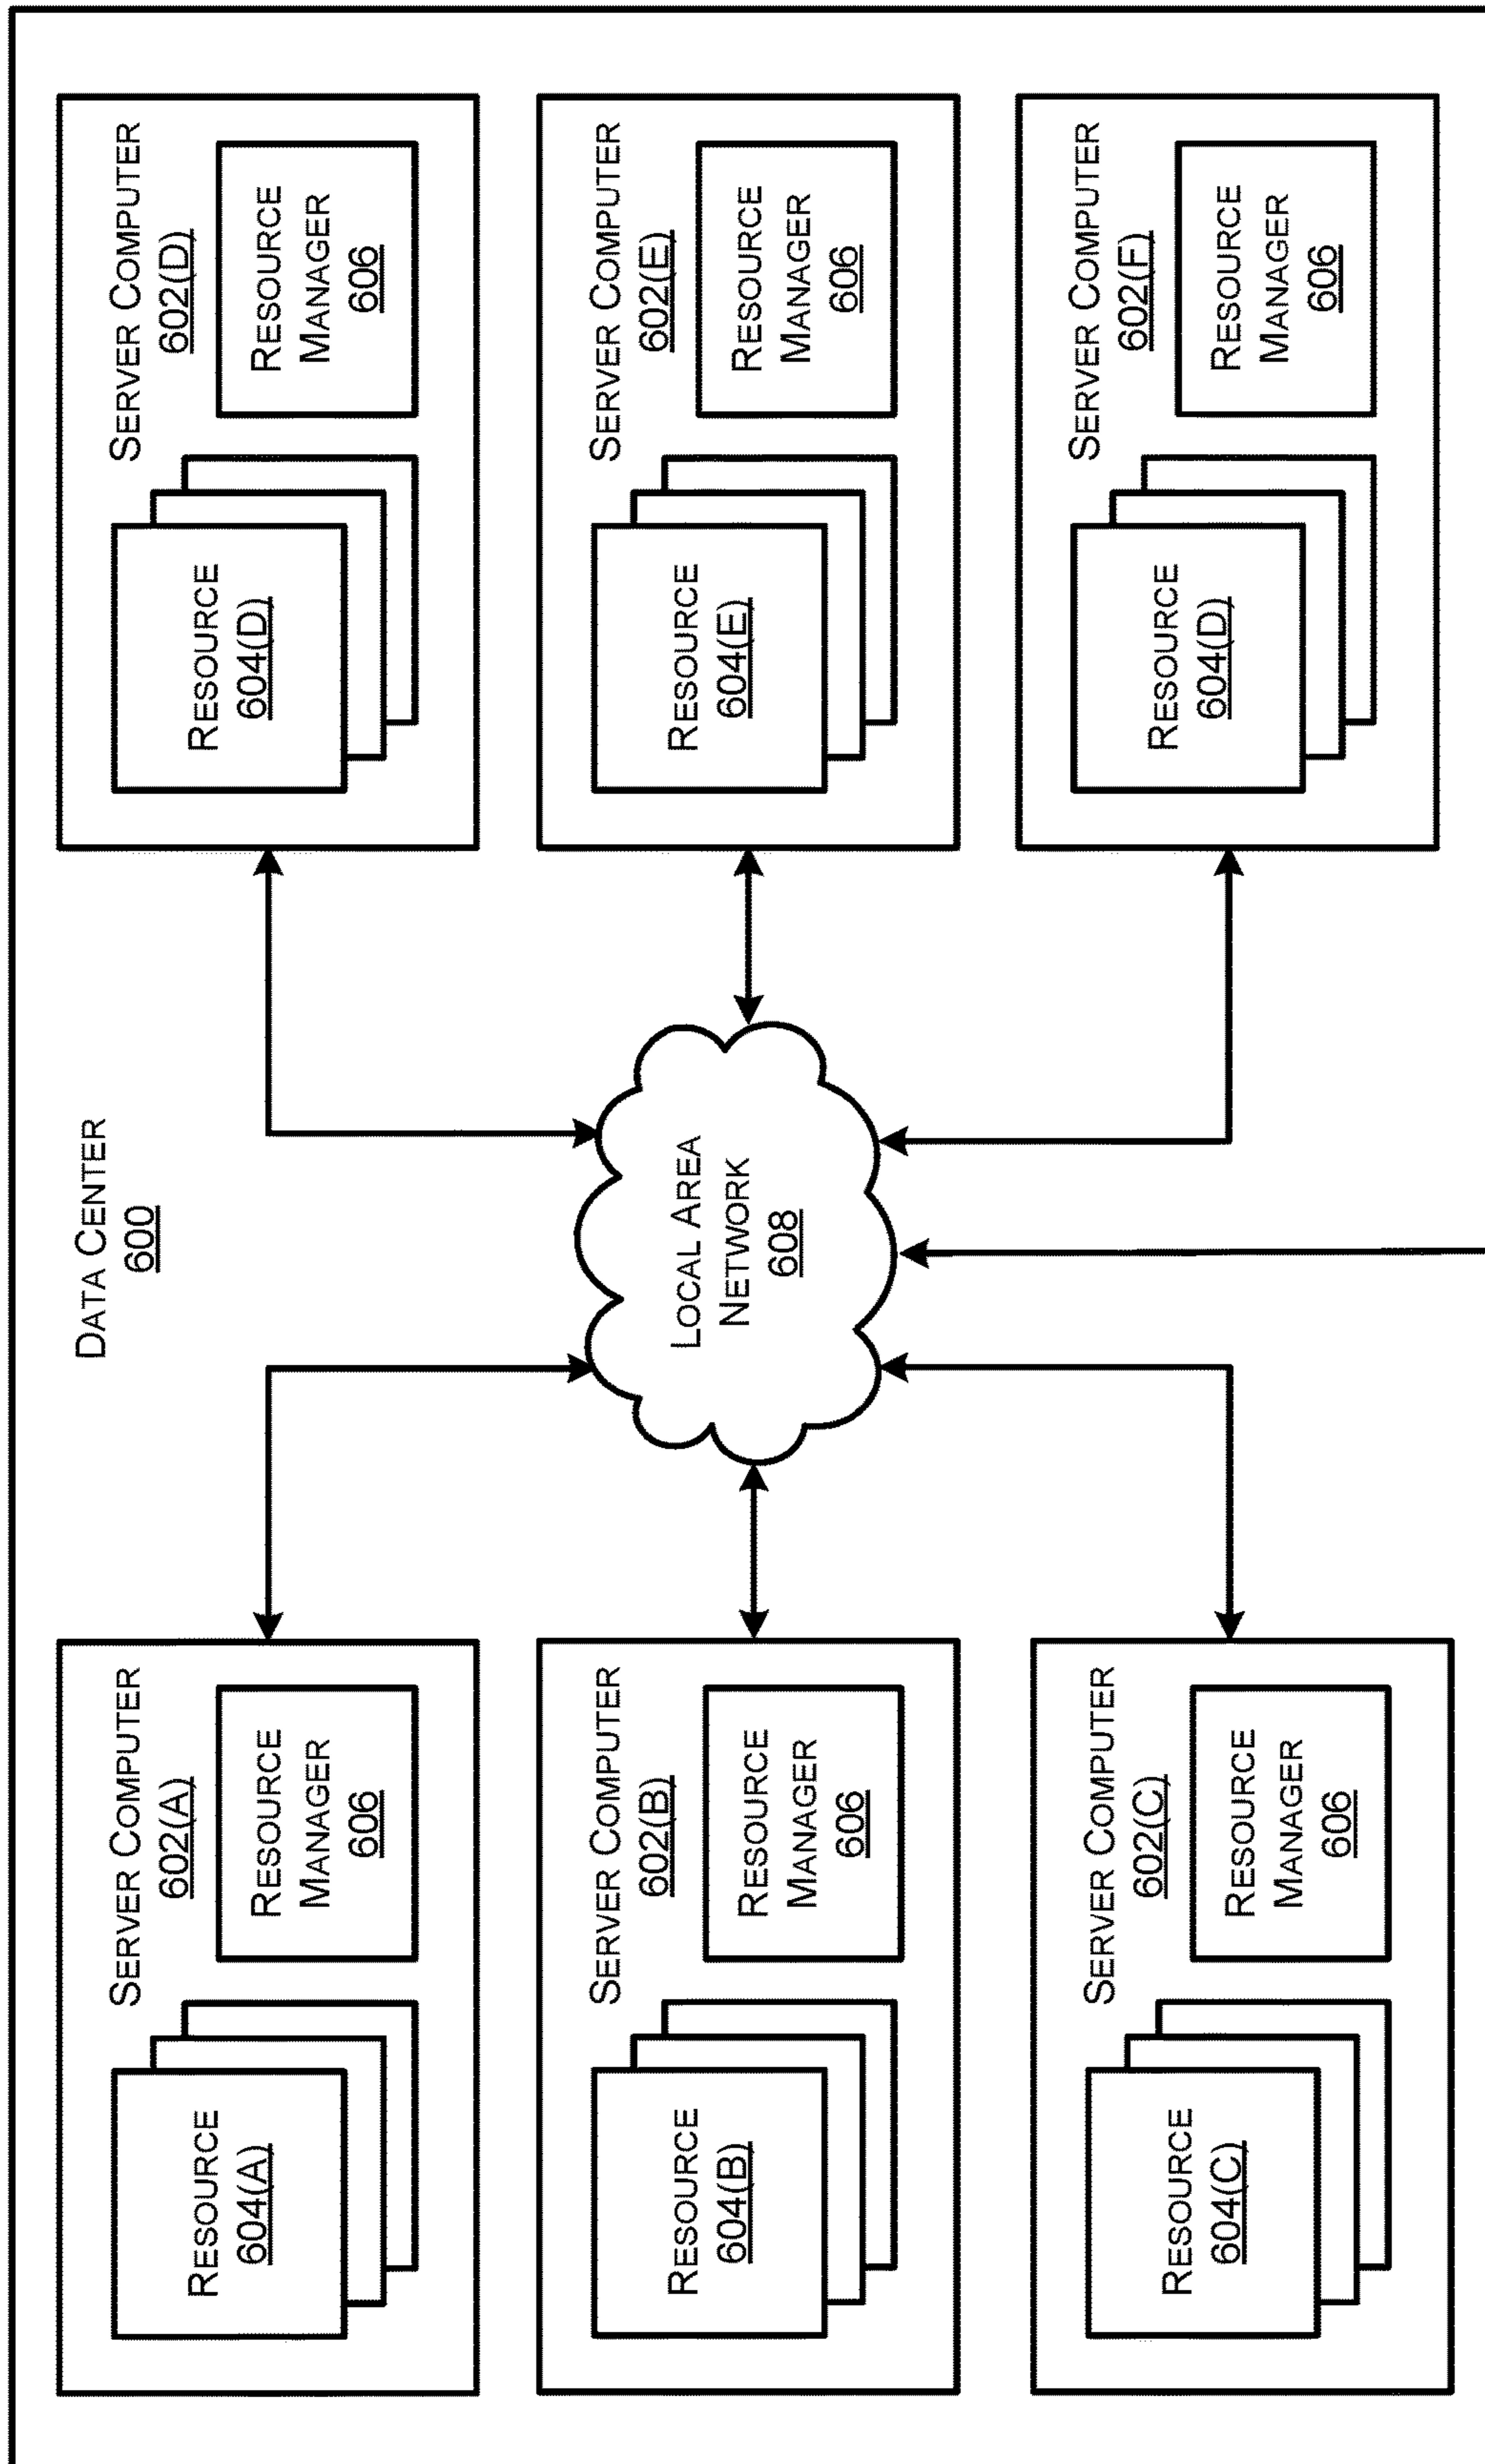 DATA CENTER
600
SERVER COMPUTER
602(A)
RESOURCE
604(A)
RESOURCE
MANAGER
606
SERVER COMPUTER
602(D)
RESOURCE
604(D)
RESOURCE
MANAGER
606
SERVER COMPUTER
602(B)
RESOURCE
604(B)
RESOURCE
MANAGER
606
LOCAL AREA
NETWORK
608
SERVER COMPUTER
602(E)
RESOURCE
604(E)
RESOURCE
MANAGER
606
SERVER COMPUTER
602(C)
RESOURCE
604(C)
RESOURCE
MANAGER
606
SERVER COMPUTER
602(F)
RESOURCE
604(D)
RESOURCE
MANAGER
606